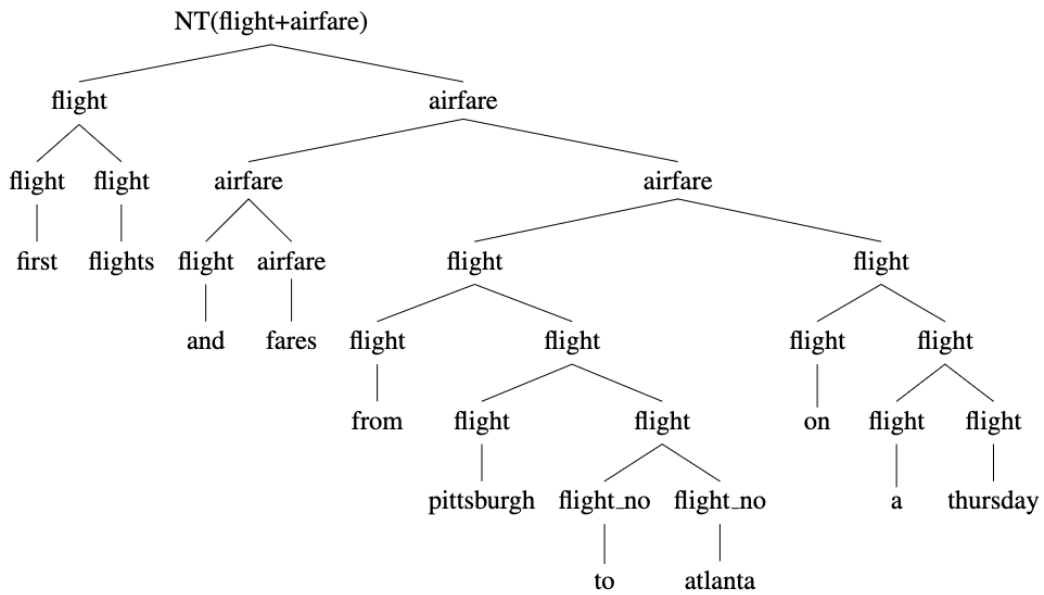 NT(flight+airfare)
flight airfare
flight flight airfare airfare
first flights flight airfare flight flight
and fares flight flight flight flight
from flight flight on flight flight
pittsburgh flight_no flight_no a thursday
to atlanta